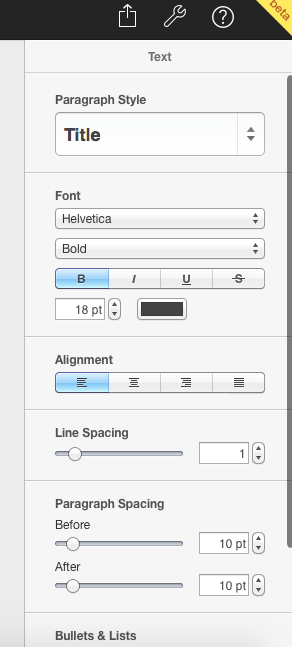 beta
Text
Paragraph Style
Title
Font
Helvetica
Bold
B I U S
18 pt
Alignment
Line Spacing
1
Paragraph Spacing
Before
10 pt
After
10 pt
Bullets & Lists